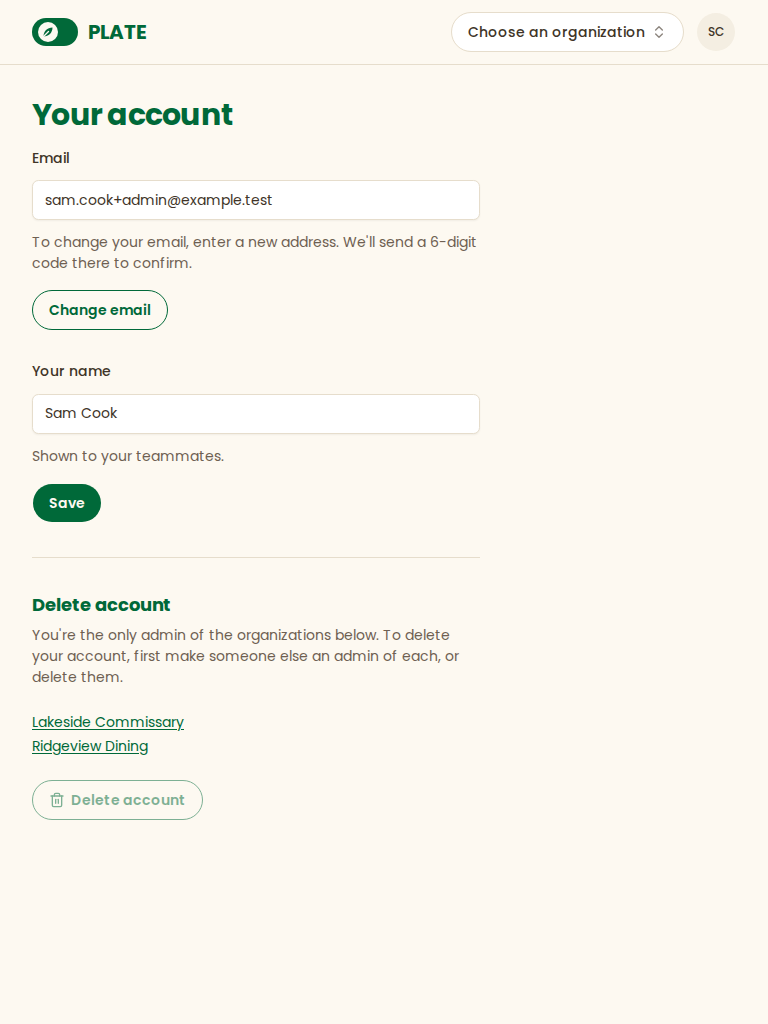 PLATE
Choose an organization
SC
Your account
Email
sam.cook+admin@example.test
To change your email, enter a new address. We'll send a 6-digit
code there to confirm.
Change email
Your name
Sam Cook
Shown to your teammates.
Save
Delete account
You're the only admin of the organizations below. To delete
your account, first make someone else an admin of each, or
delete them.
Lakeside Commissary
Ridgeview Dining
Delete account